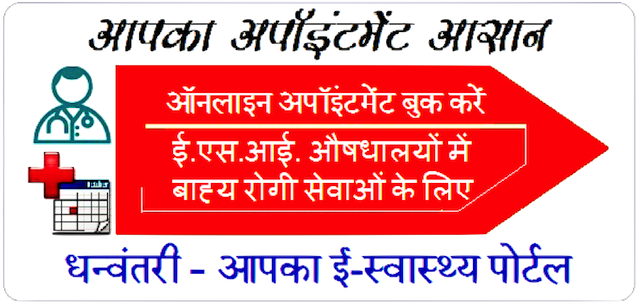 आपका अपॉइंटमेंट आसान
ऑनलाइन अपॉइंटमेंट बुक करें
ई.एस.आई. औषधालयों में
बाह्य रोगी सेवाओं के लिए
धन्वंतरी – आपका ई-स्वास्थ्य पोर्टल